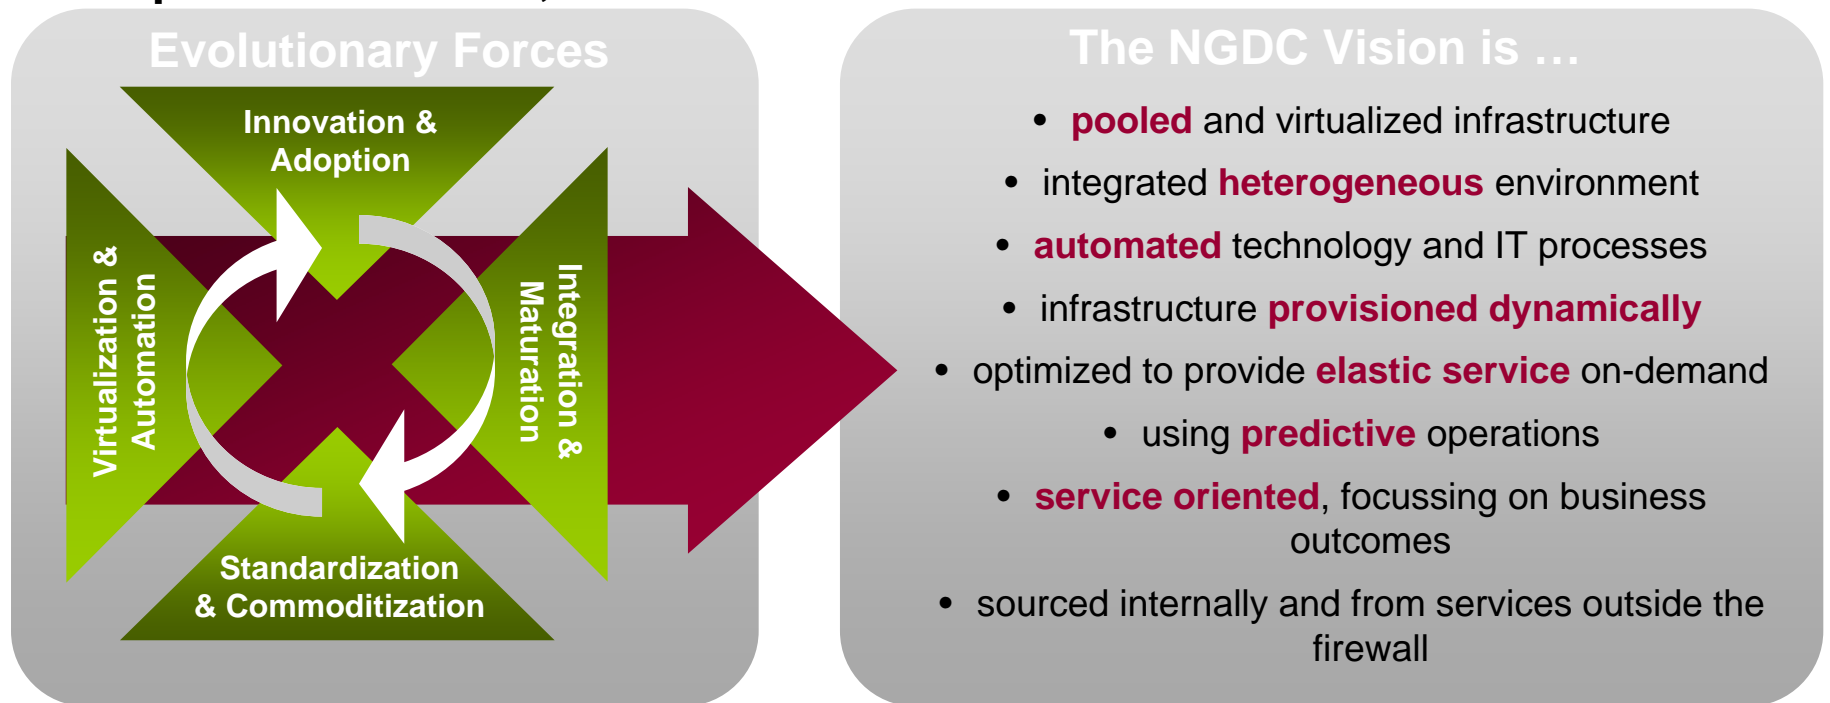 Evolutionary Forces
Innovation &
Adoption
Virtualization &
Automation
Integration &
Maturation
Standardization
& Commoditization
The NGDC Vision is …
• pooled and virtualized infrastructure
• integrated heterogeneous environment
• automated technology and IT processes
• infrastructure provisioned dynamically
• optimized to provide elastic service on-demand
• using predictive operations
• service oriented, focussing on business
outcomes
• sourced internally and from services outside the
firewall